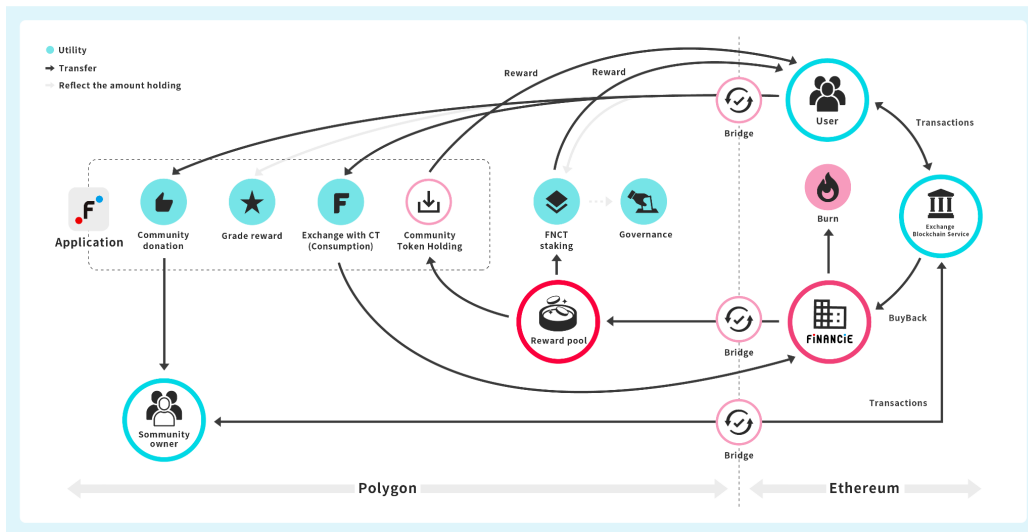 Utility
Transfer
Reflect the amount holding
Reward
Reward
Bridge
User
Transactions
Application
Community
donation
Grade reward
Exchange with CT
(Consumption)
Community
Token Holding
FNCT
staking
Governance
Burn
Exchange
Blockchain Service
Reward pool
Bridge
FiNANCiE
BuyBack
Sommunity
owner
Bridge
Transactions
Polygon
Ethereum